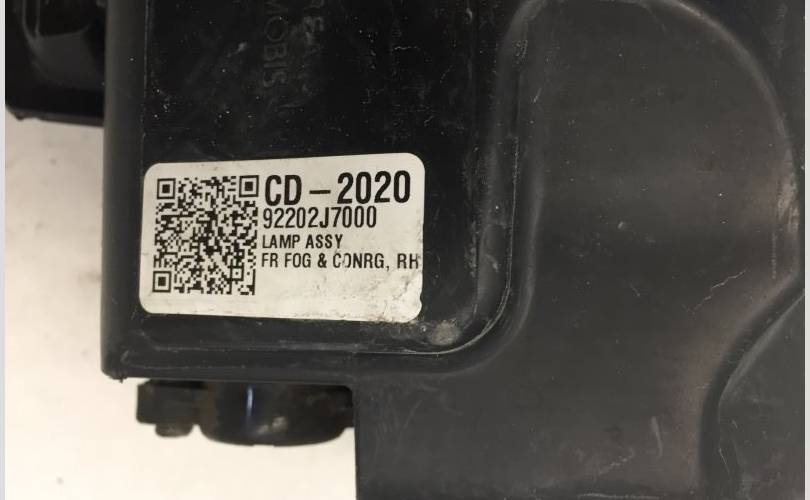 MOBIS
CD – 2020
92202J7000
LAMP ASSY
FR FOG & CONRG, RH